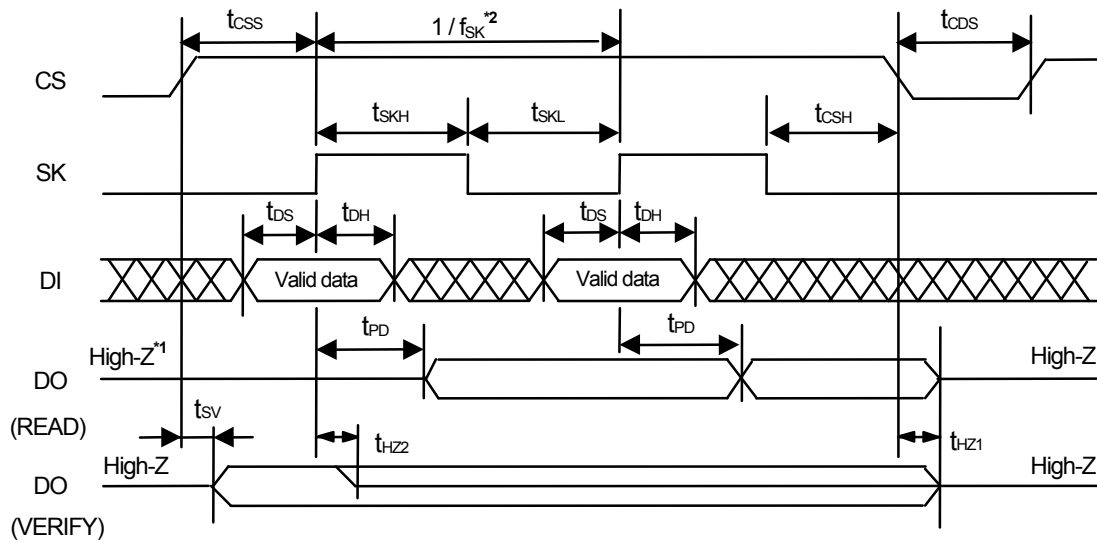 tCSS
1 / fSK*2
tCDS
CS
tSKH
tSKL
tCSH
SK
tDS
tDH
tDS
tDH
DI
Valid data
Valid data
tPD
tPD
High-Z*1
High-Z
DO
(READ)
tSV
tHZ2
tHZ1
High-Z
High-Z
DO
(VERIFY)